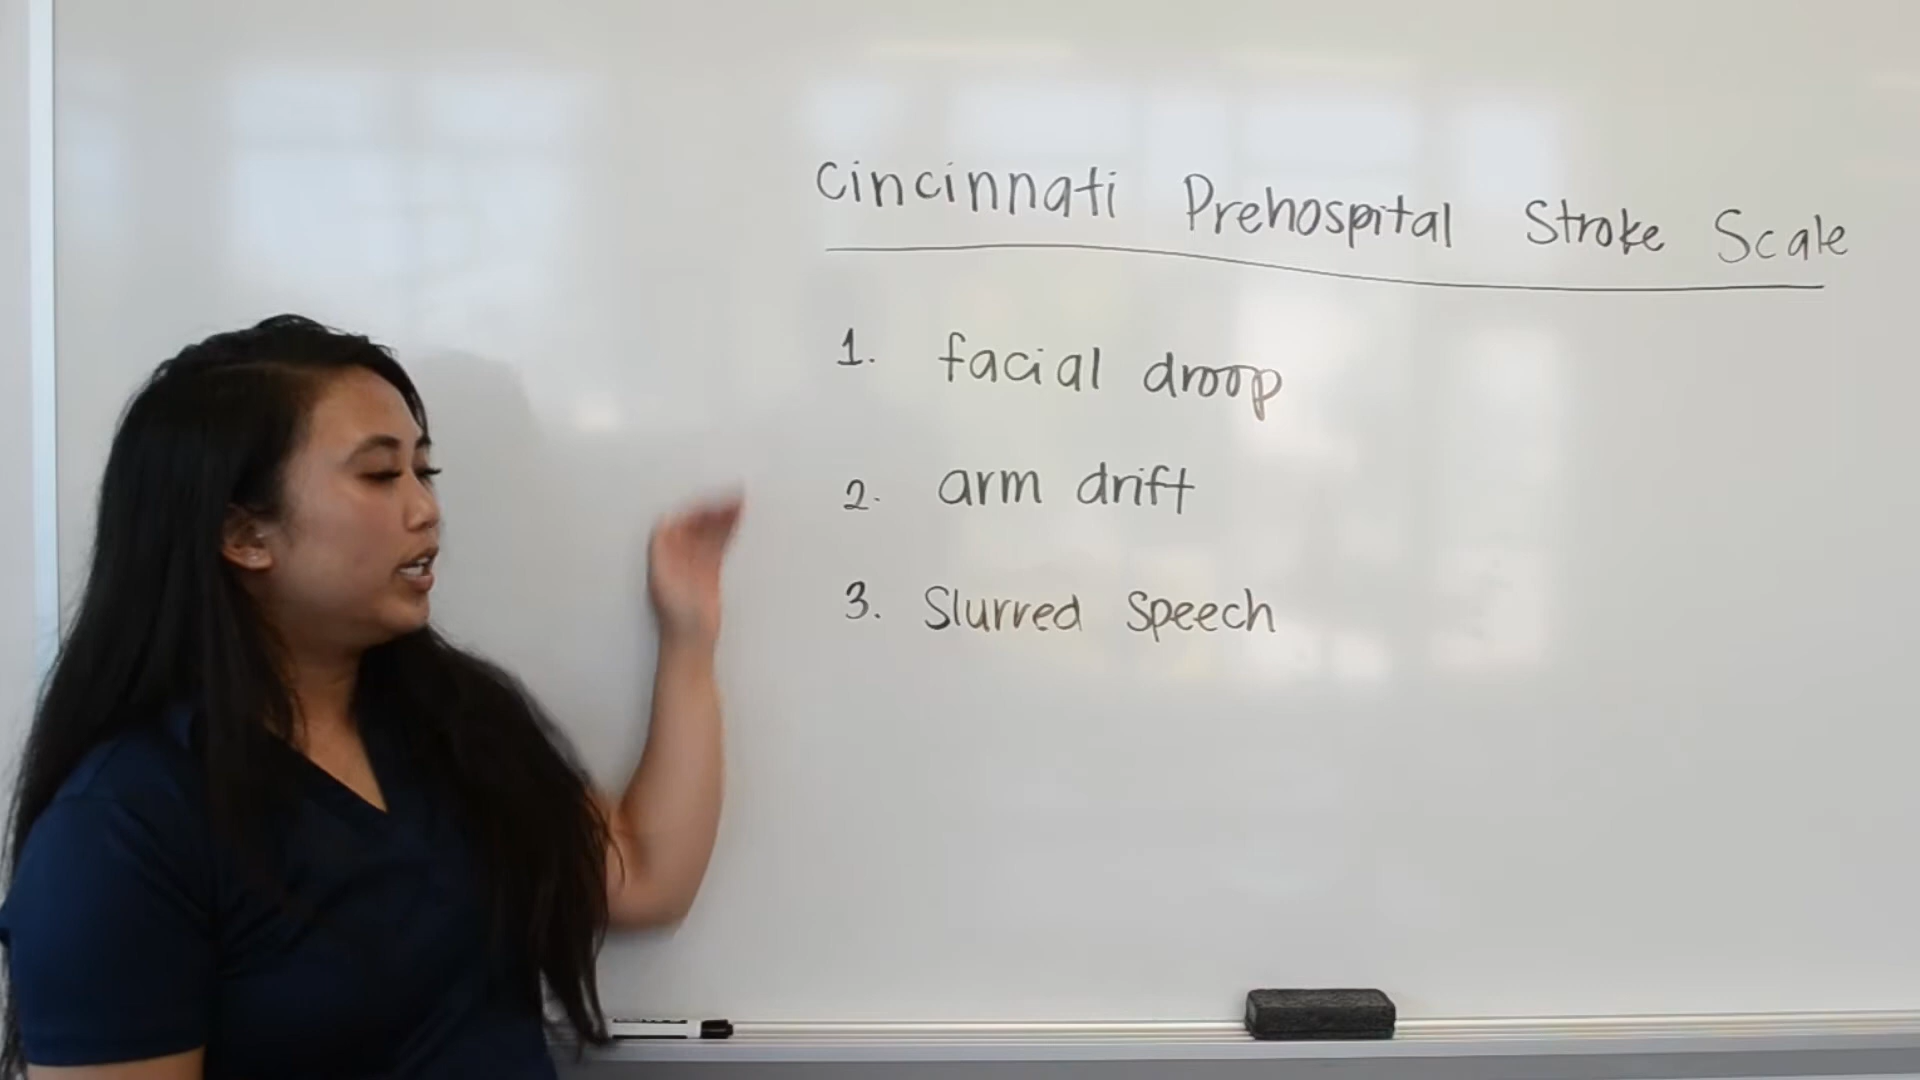 Cincinnati Prehospital Stroke Scale
1. facial droop
2. arm drift
3. Slurred Speech